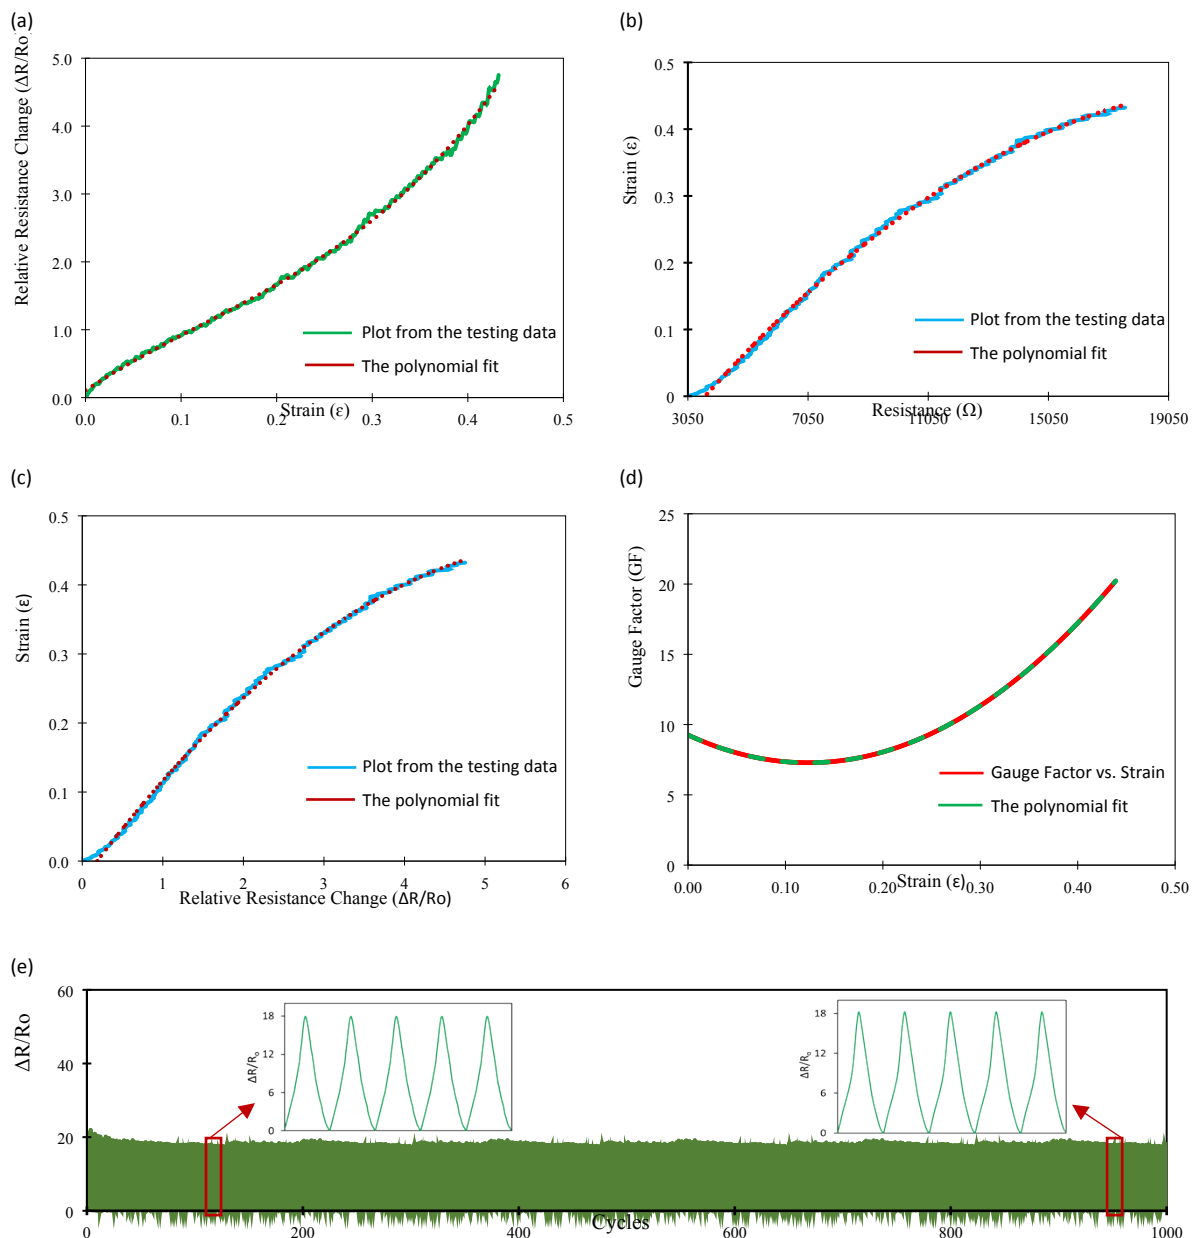 (a)
Relative Resistance Change (ΔR/Ro)
5.0
4.0
3.0
2.0
1.0
0.0
Plot from the testing data
The polynomial fit
0.0 0.1 0.2 0.3 0.4 0.5
Strain (ε)
(b)
Strain (ε)
0.5
0.4
0.3
0.2
0.1
0
Plot from the testing data
The polynomial fit
3050 7050 11050 15050 19050
Resistance (Ω)
(c)
Strain (ε)
0.5
0.4
0.3
0.2
0.1
0.0
Plot from the testing data
The polynomial fit
0 1 2 3 4 5 6
Relative Resistance Change (ΔR/Ro)
(d)
Gauge Factor (GF)
25
20
15
10
5
0
Gauge Factor vs. Strain
The polynomial fit
0.00 0.10 0.20 0.30 0.40 0.50
Strain (ε)
(e)
ΔR/Ro
60
40
20
0
ΔR/Ro
18
12
6
0
ΔR/Ro
18
12
6
0
0 200 400 600 800 1000
Cycles